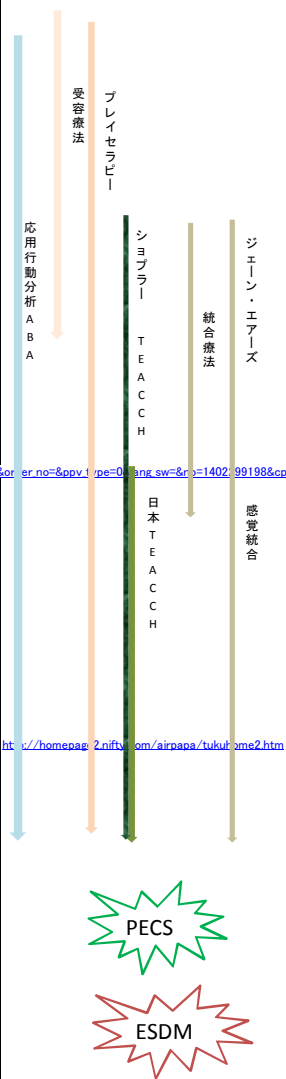 応用行動分析ABA
受容療法
プレイセラピー
ショプラー TEACCH
日本TEACCH
統合療法
ジェーン・エアーズ
感覚統合
&order_no=&ppv_type=0&lang_sw=&no=1402299198&cp
http://homepage2.nifty.com/airpapa/tukuhome2.htm
PECS
ESDM